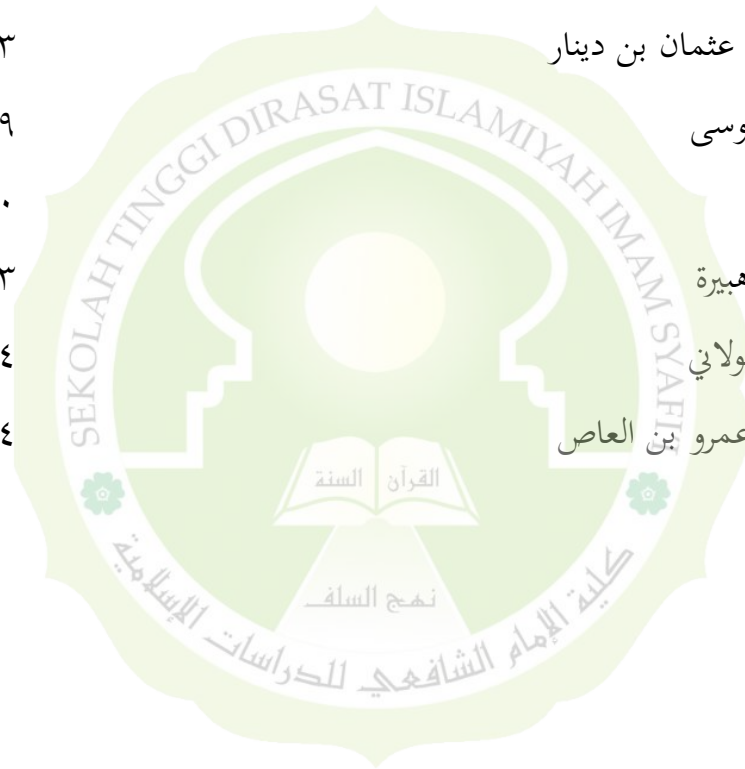 عثمان بن دينار ٣
وسى ٩
٠
هبيرة ٣
ولاني ٤
عمرو بن العاص ٤
SEKOLAH TINGGI DIRASAT ISLAMIYAH IMAM SYAFI'I
القرآن السنة
نهج السلف
كلية الإمام الشافعي للدراسات الإسلامية